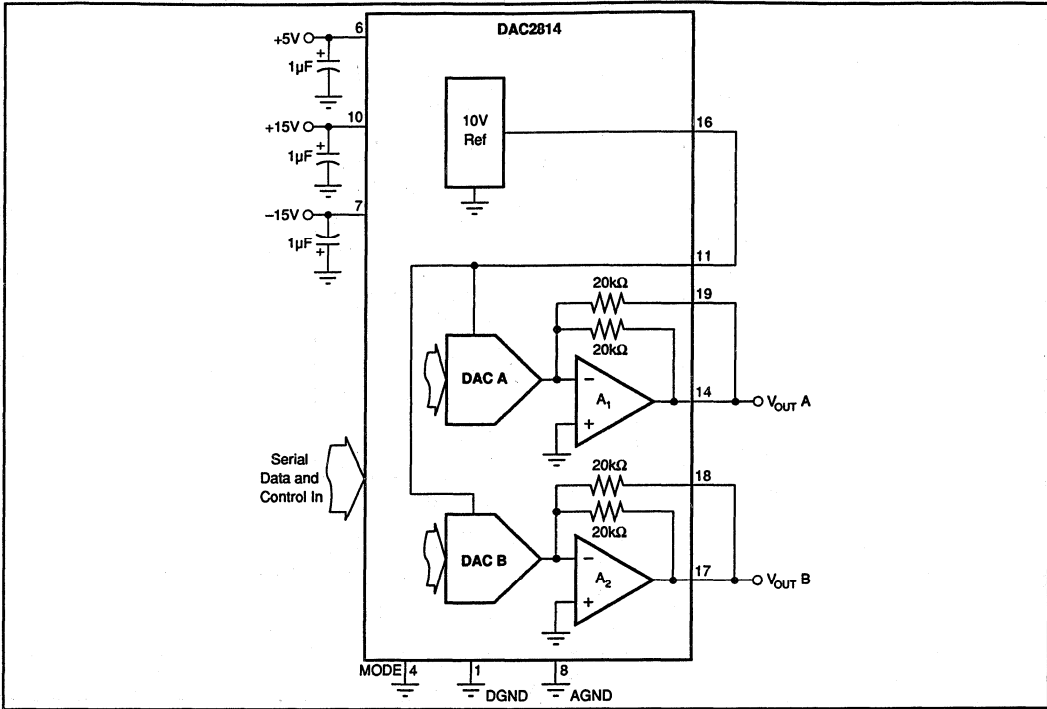 DAC2814
+5V
6
+
1µF
10V
Ref
16
+15V
10
+
1µF
–15V
7
1µF
+
11
20kΩ
19
20kΩ
DAC A
–
A1
+
14
VOUT A
Serial
Data and
Control In
20kΩ
18
20kΩ
DAC B
–
A2
+
17
VOUT B
MODE 4
1
8
DGND
AGND